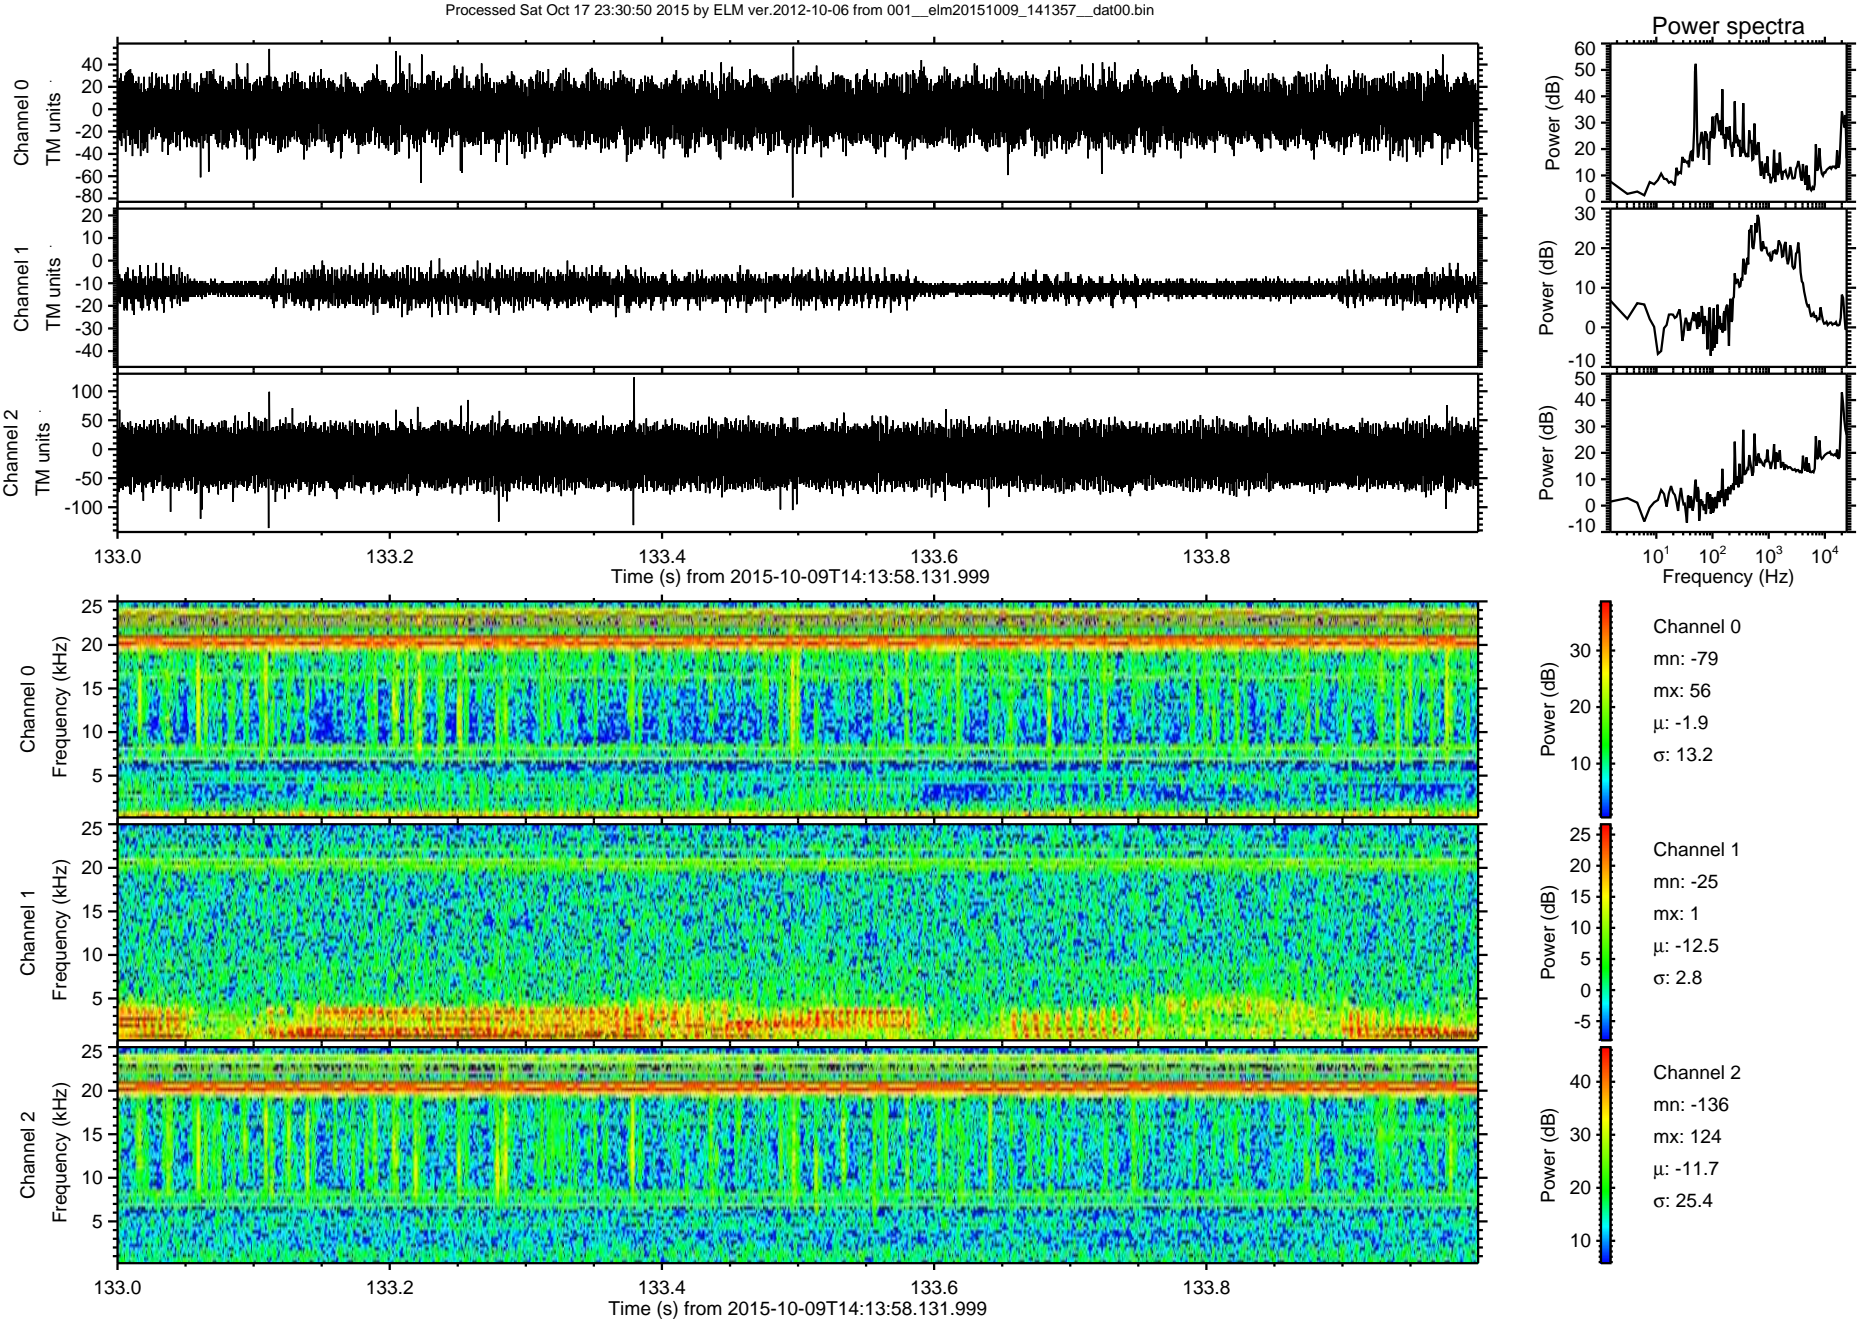 Processed Sat Oct 17 23:30:50 2015 by ELM ver.2012-10-06 from 001__elm20151009_141357__dat00.bin
Power spectra
Channel 0
TM units
40
20
0
-20
-40
-60
-80
Power (dB)
60
50
40
30
20
10
0
Channel 1
TM units
20
10
0
-10
-20
-30
-40
Power (dB)
30
20
10
0
-10
Channel 2
TM units
100
50
0
-50
-100
Power (dB)
50
40
30
20
10
0
-10
133.0 133.2 133.4 133.6 133.8
Time (s) from 2015-10-09T14:13:58.131.999
10¹ 10² 10³ 10⁴
Frequency (Hz)
Channel 0
Frequency (kHz)
25
20
15
10
5
Power (dB)
30
20
10
Channel 0
mn: -79
mx: 56
μ: -1.9
σ: 13.2
Channel 1
Frequency (kHz)
25
20
15
10
5
Power (dB)
25
20
15
10
5
0
-5
Channel 1
mn: -25
mx: 1
μ: -12.5
σ: 2.8
Channel 2
Frequency (kHz)
25
20
15
10
5
Power (dB)
40
30
20
10
Channel 2
mn: -136
mx: 124
μ: -11.7
σ: 25.4
133.0 133.2 133.4 133.6 133.8
Time (s) from 2015-10-09T14:13:58.131.999